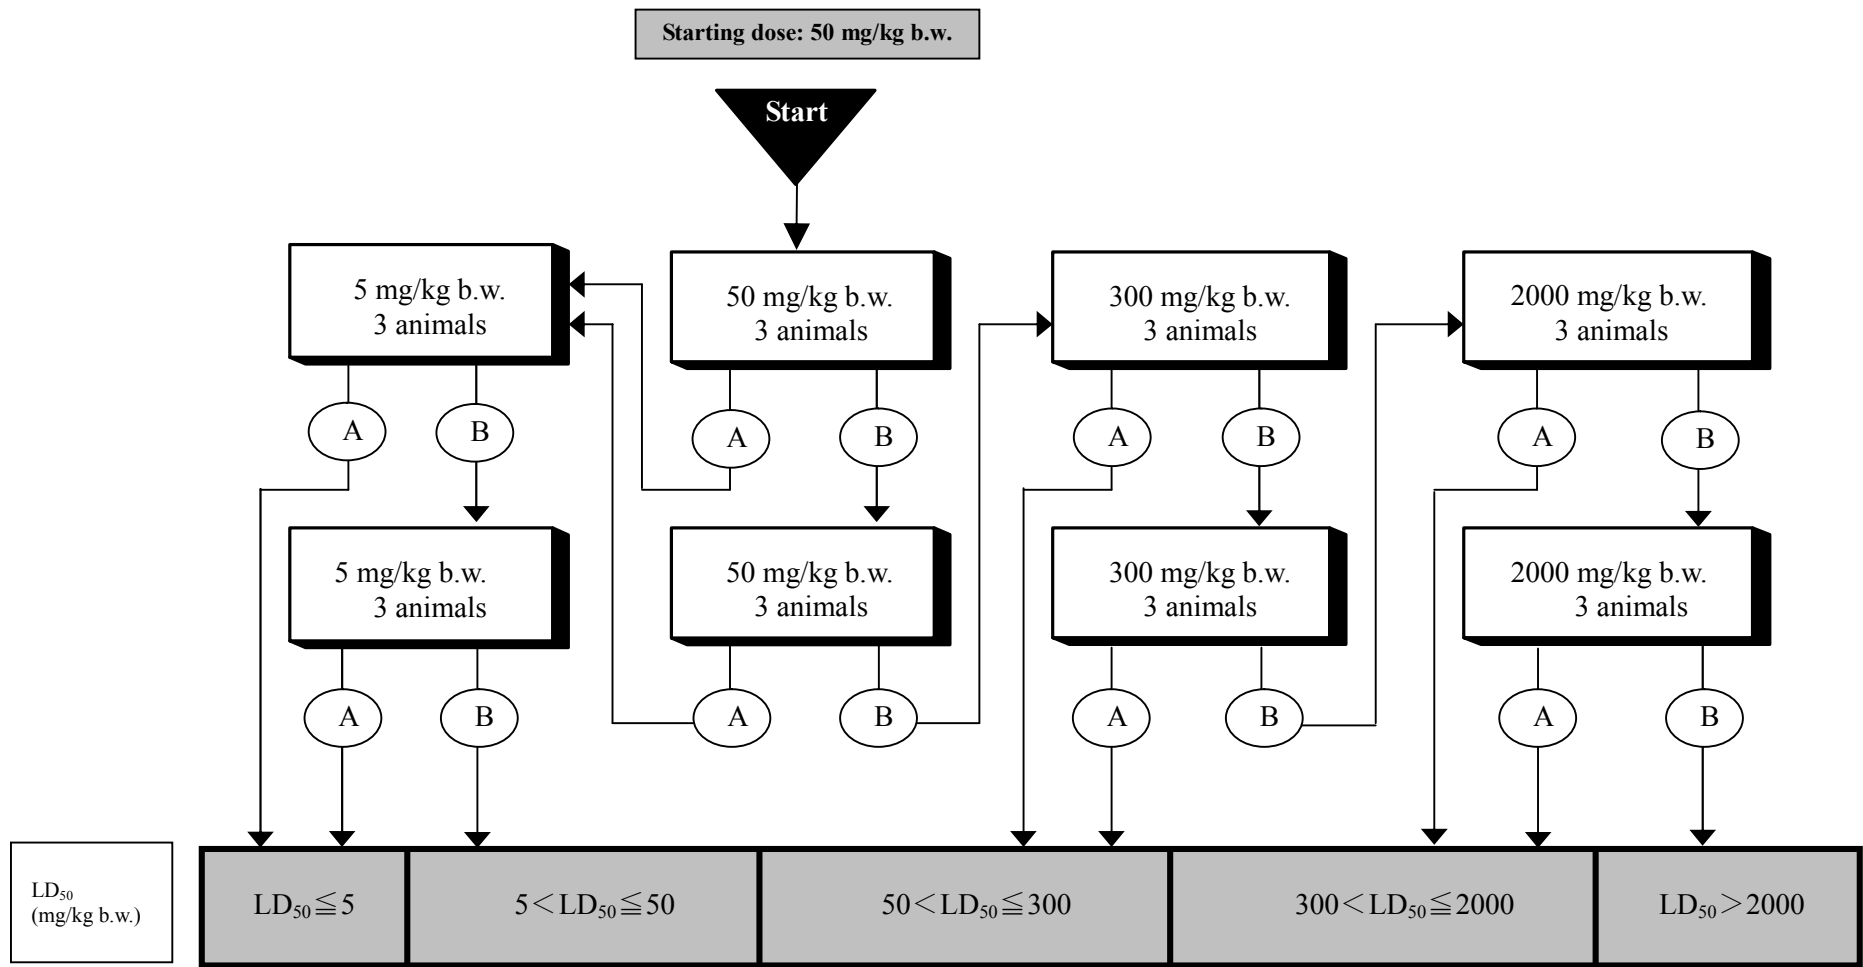 Starting dose: 50 mg/kg b.w.
Start
5 mg/kg b.w.
3 animals
50 mg/kg b.w.
3 animals
300 mg/kg b.w.
3 animals
2000 mg/kg b.w.
3 animals
A
B
A
B
A
B
A
B
5 mg/kg b.w.
3 animals
50 mg/kg b.w.
3 animals
300 mg/kg b.w.
3 animals
2000 mg/kg b.w.
3 animals
A
B
A
B
A
B
A
B
LD₅₀
(mg/kg b.w.)
LD₅₀≦5
5<LD₅₀≦50
50<LD₅₀≦300
300<LD₅₀≦2000
LD₅₀>2000